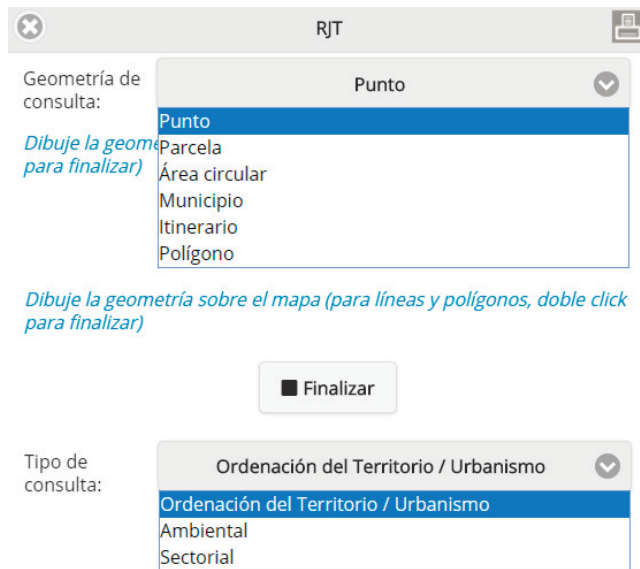 RJT
Geometría de
consulta:
Punto
Punto
Dibuje la geome
Parcela
para finalizar)
Área circular
Municipio
Itinerario
Polígono
Dibuje la geometría sobre el mapa (para líneas y polígonos, doble click
para finalizar)
Finalizar
Tipo de
consulta:
Ordenación del Territorio / Urbanismo
Ordenación del Territorio / Urbanismo
Ambiental
Sectorial